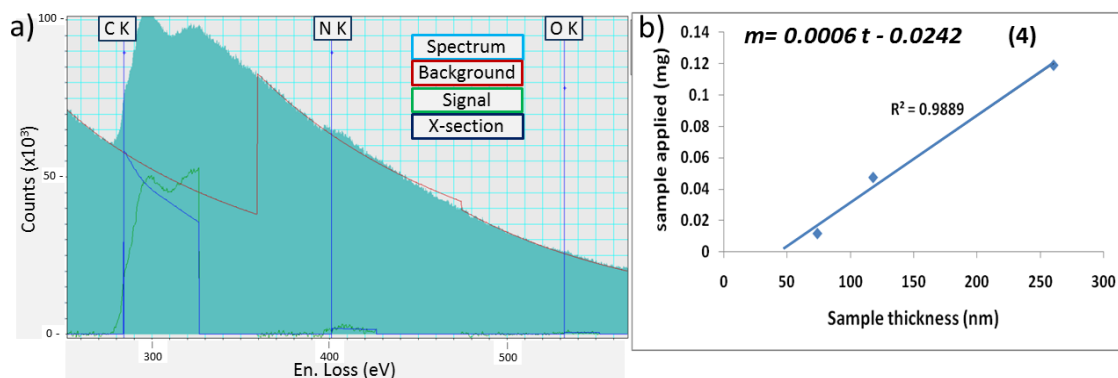 a)
C K
N K
O K
Spectrum
Background
Signal
X-section
100
50
0
Counts (x10³)
300
400
500
En. Loss (eV)
b)
m= 0.0006 t - 0.0242
(4)
R² = 0.9889
0.14
0.12
0.1
0.08
0.06
0.04
0.02
0
sample applied (mg)
0
50
100
150
200
250
300
Sample thickness (nm)